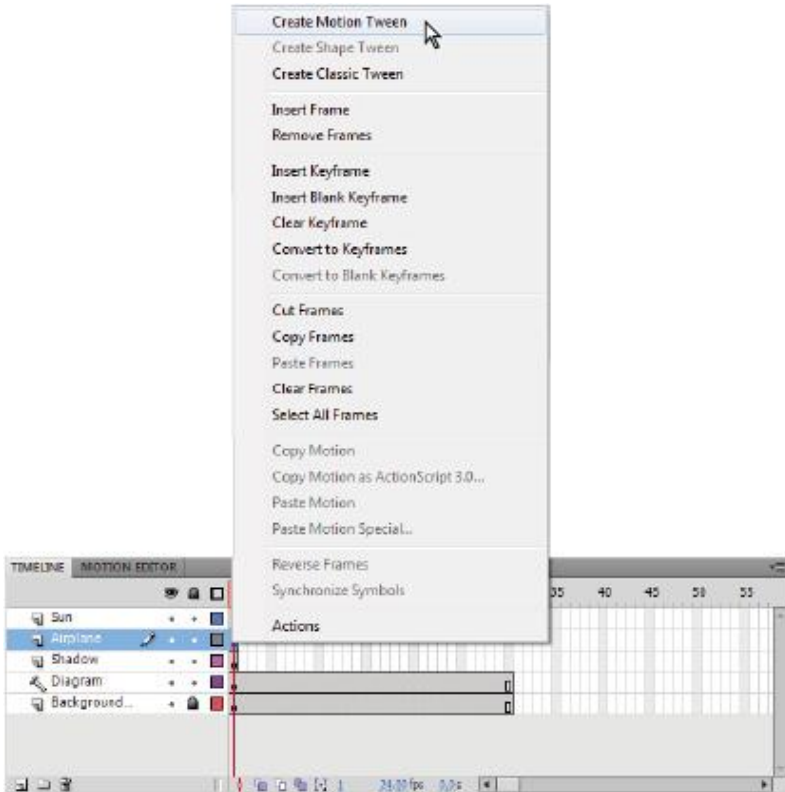 Create Motion Tween
Create Shape Tween
Create Classic Tween
Insert Frame
Remove Frames
Insert Keyframe
Insert Blank Keyframe
Clear Keyframe
Convert to Keyframes
Convert to Blank Keyframes
Cut Frames
Copy Frames
Paste Frames
Clear Frames
Select All Frames
Copy Motion
Copy Motion as ActionScript 3.0...
Paste Motion
Paste Motion Special...
Reverse Frames
Synchronize Symbols
Actions
TIMELINE MOTION EDITOR
35 40 45 50 55
Sun
Airplane
Shadow
Diagram
Background...
1 24.00 fps 0.0s